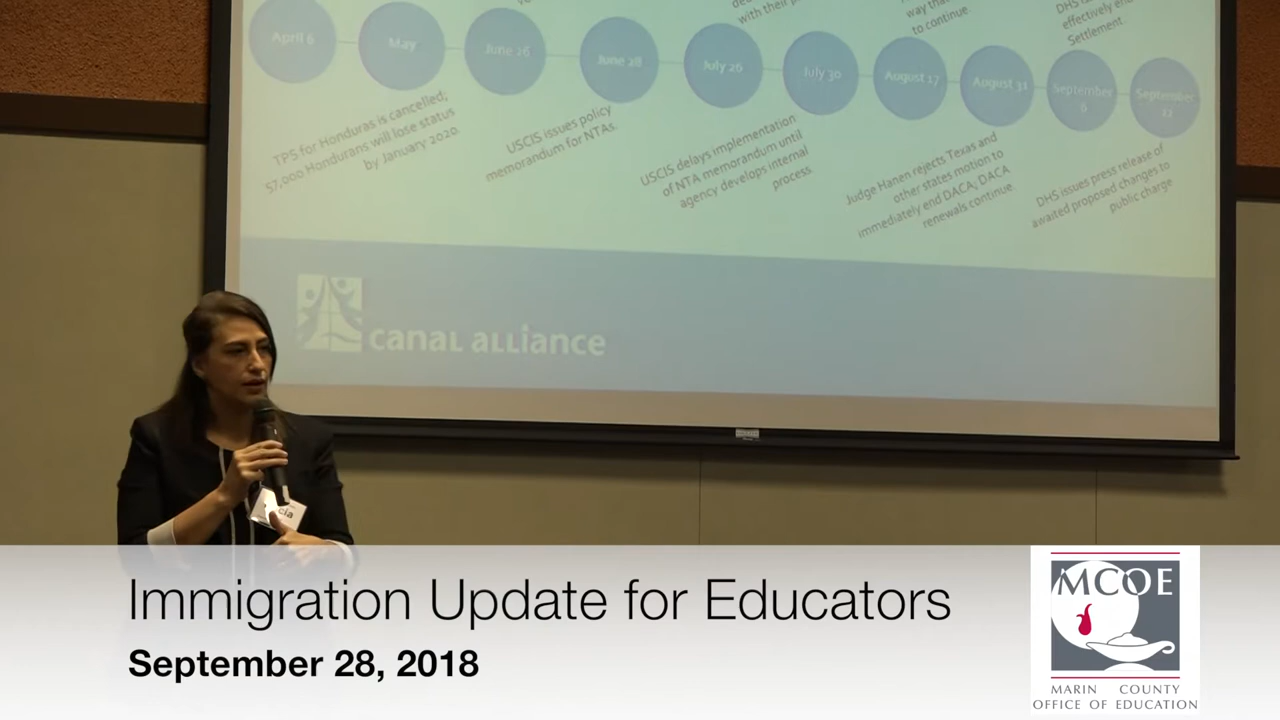 with their
way that
to continue.
DHS
effectively end
Settlement.
April 6
May
June 26
June 28
July 26
July 30
August 17
August 31
September
6
September
22
TPS for Honduras is cancelled;
57,000 Hondurans will lose status
by January 2020.
USCIS issues policy
memorandum for NTAs.
USCIS delays implementation
of NTA memorandum until
agency develops internal
process.
Judge Hanen rejects Texas and
other states motion to
immediately end DACA; DACA
renewals continue.
DHS issues press release of
awaited proposed changes to
public charge
canal alliance
cia
Immigration Update for Educators
September 28, 2018
MCOE
MARIN COUNTY
OFFICE OF EDUCATION